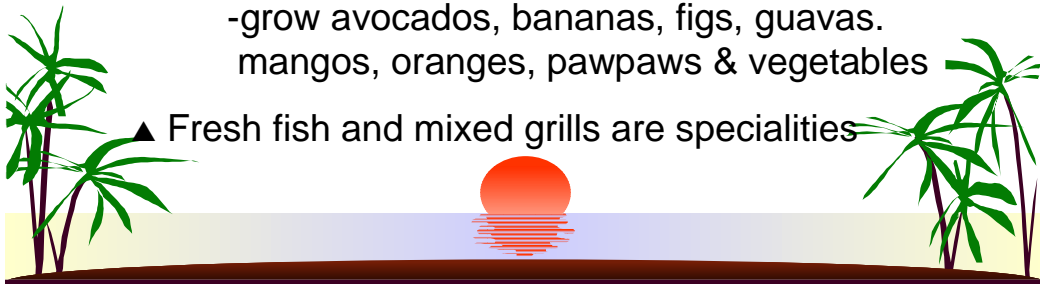 -grow avocados, bananas, figs, guavas.
mangos, oranges, pawpaws & vegetables
▲ Fresh fish and mixed grills are specialities